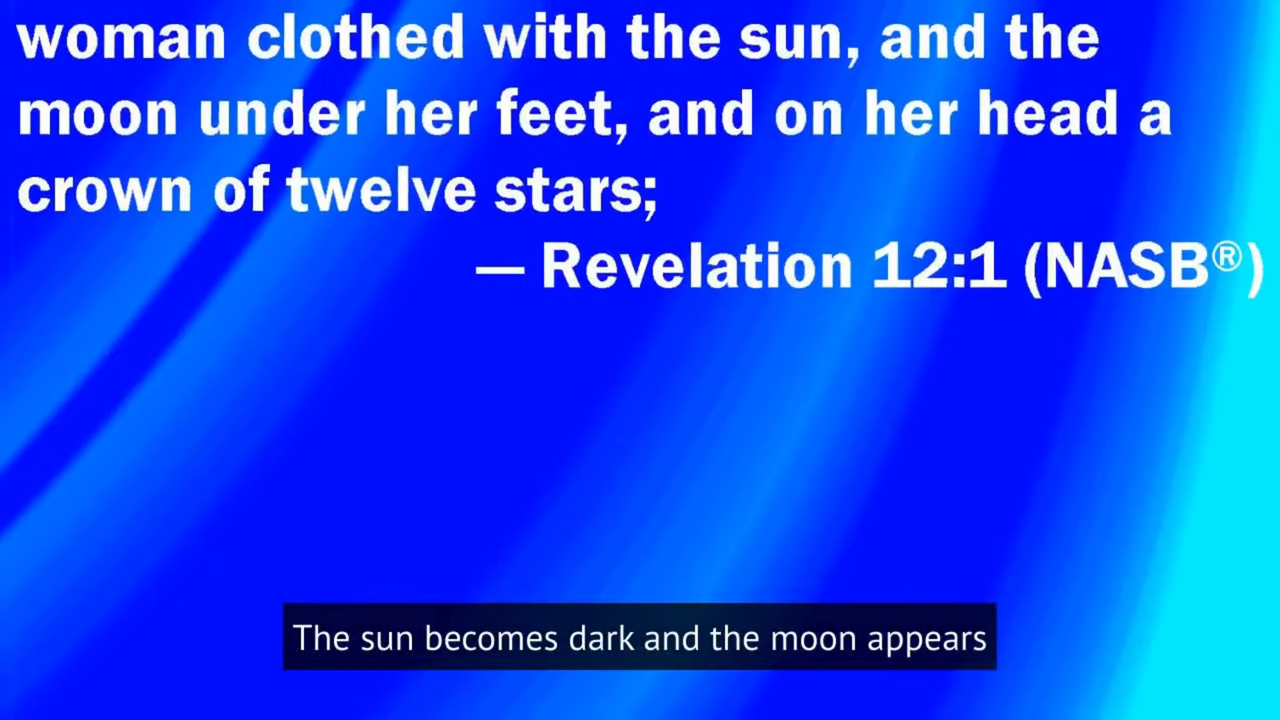 woman clothed with the sun, and the
moon under her feet, and on her head a
crown of twelve stars;
— Revelation 12:1 (NASB®)
The sun becomes dark and the moon appears